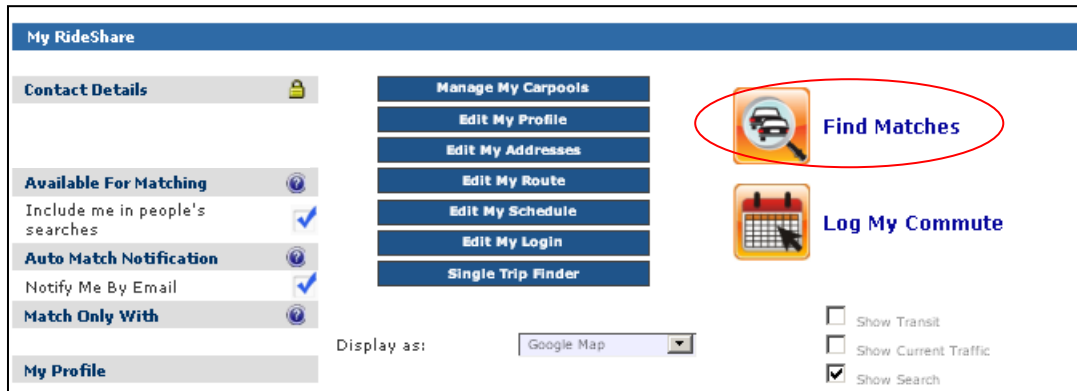 My RideShare
Contact Details
Available For Matching
Include me in people's
searches
Auto Match Notification
Notify Me By Email
Match Only With
My Profile
Manage My Carpools
Edit My Profile
Edit My Addresses
Edit My Route
Edit My Schedule
Edit My Login
Single Trip Finder
Display as:
Google Map
Find Matches
Log My Commute
Show Transit
Show Current Traffic
Show Search